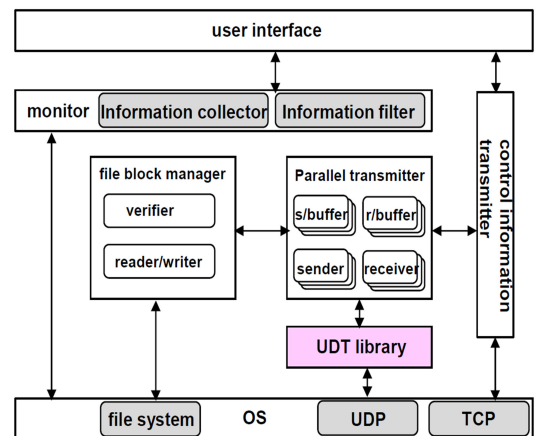 user interface
monitor Information collector Information filter
control information
transmitter
file block manager
verifier
reader/writer
Parallel transmitter
s/buffer r/buffer
sender receiver
UDT library
file system OS UDP TCP